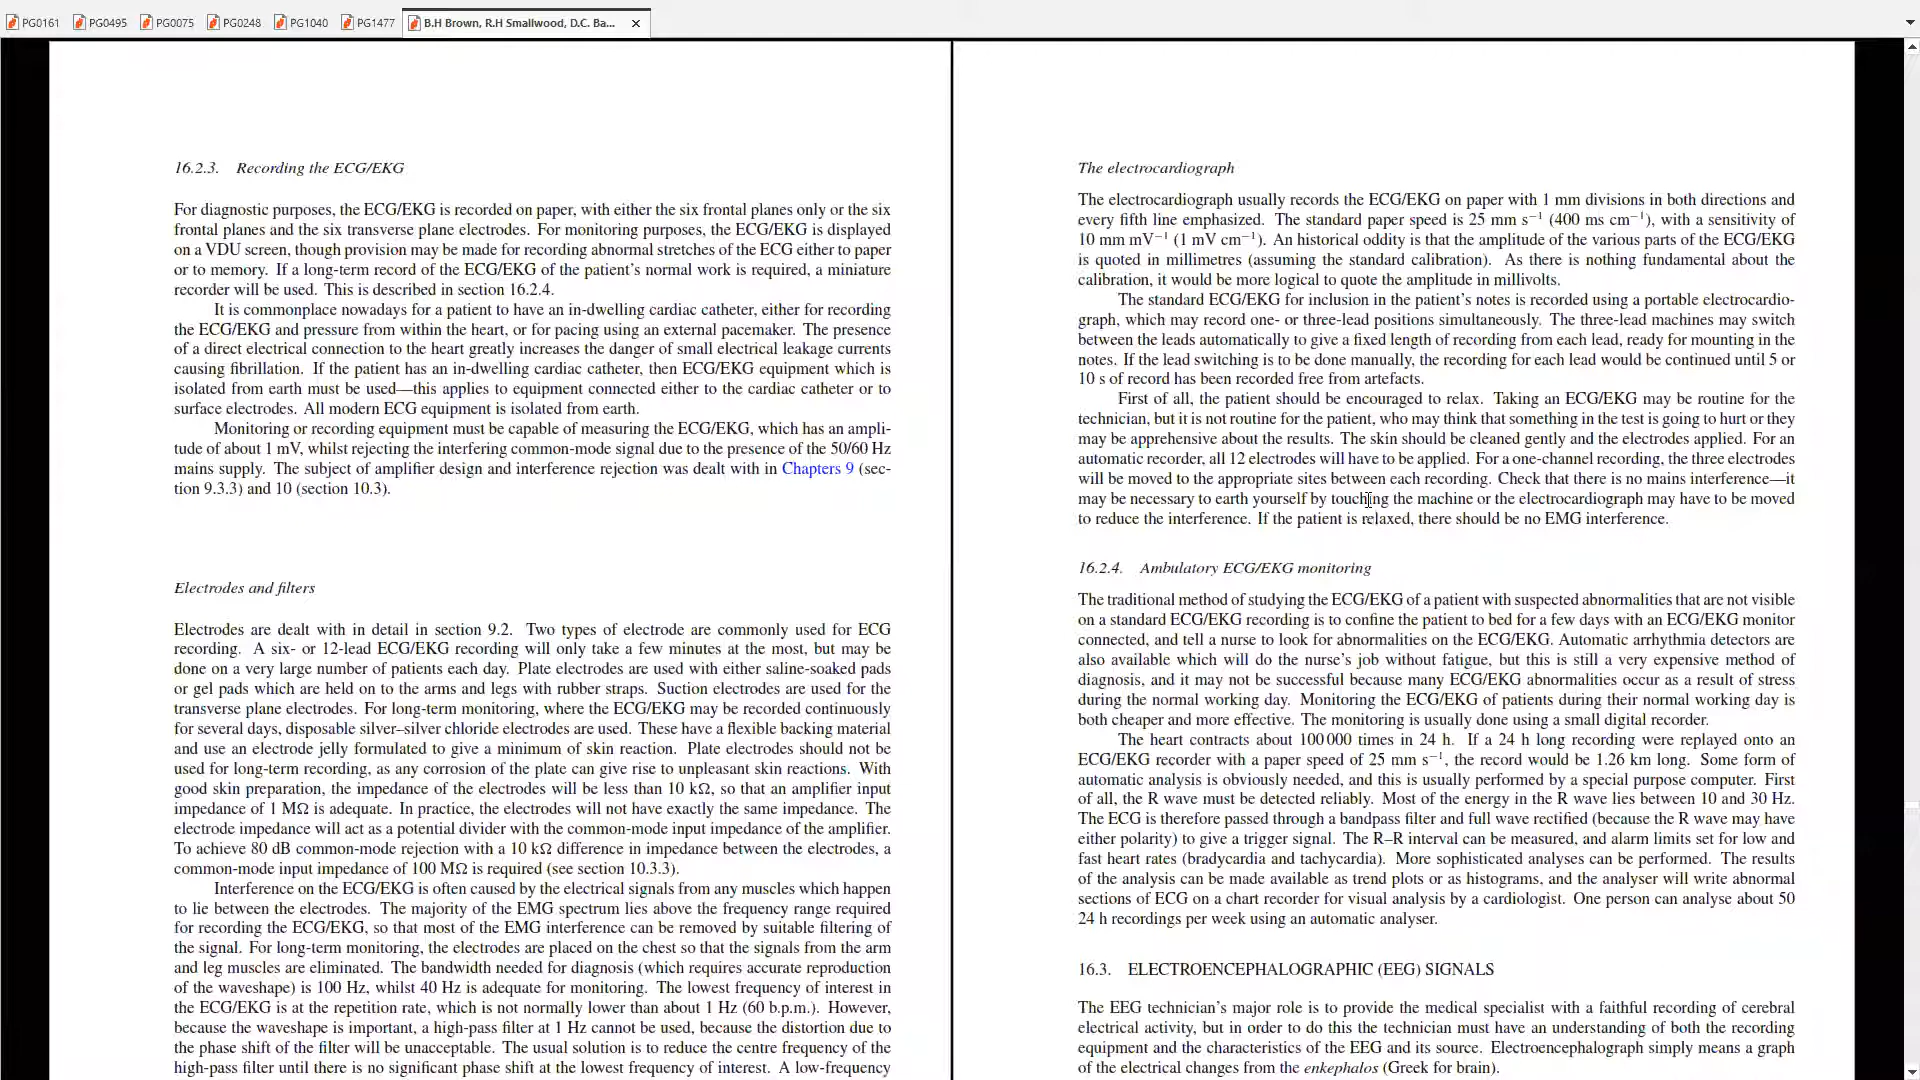 PG0161
PG0495
PG0075
PG0248
PG1040
PG1477
B.H Brown, R.H Smallwood, D.C. Ba...
16.2.3. Recording the ECG/EKG
For diagnostic purposes, the ECG/EKG is recorded on paper, with either the six frontal planes only or the six
frontal planes and the six transverse plane electrodes. For monitoring purposes, the ECG/EKG is displayed
on a VDU screen, though provision may be made for recording abnormal stretches of the ECG either to paper
or to memory. If a long-term record of the ECG/EKG of the patient's normal work is required, a miniature
recorder will be used. This is described in section 16.2.4.
It is commonplace nowadays for a patient to have an in-dwelling cardiac catheter, either for recording
the ECG/EKG and pressure from within the heart, or for pacing using an external pacemaker. The presence
of a direct electrical connection to the heart greatly increases the danger of small electrical leakage currents
causing fibrillation. If the patient has an in-dwelling cardiac catheter, then ECG/EKG equipment which is
isolated from earth must be used—this applies to equipment connected either to the cardiac catheter or to
surface electrodes. All modern ECG equipment is isolated from earth.
Monitoring or recording equipment must be capable of measuring the ECG/EKG, which has an ampli-
tude of about 1 mV, whilst rejecting the interfering common-mode signal due to the presence of the 50/60 Hz
mains supply. The subject of amplifier design and interference rejection was dealt with in Chapters 9 (sec-
tion 9.3.3) and 10 (section 10.3).
Electrodes and filters
Electrodes are dealt with in detail in section 9.2. Two types of electrode are commonly used for ECG
recording. A six- or 12-lead ECG/EKG recording will only take a few minutes at the most, but may be
done on a very large number of patients each day. Plate electrodes are used with either saline-soaked pads
or gel pads which are held on to the arms and legs with rubber straps. Suction electrodes are used for the
transverse plane electrodes. For long-term monitoring, where the ECG/EKG may be recorded continuously
for several days, disposable silver–silver chloride electrodes are used. These have a flexible backing material
and use an electrode jelly formulated to give a minimum of skin reaction. Plate electrodes should not be
used for long-term recording, as any corrosion of the plate can give rise to unpleasant skin reactions. With
good skin preparation, the impedance of the electrodes will be less than 10 kΩ, so that an amplifier input
impedance of 1 MΩ is adequate. In practice, the electrodes will not have exactly the same impedance. The
electrode impedance will act as a potential divider with the common-mode input impedance of the amplifier.
To achieve 80 dB common-mode rejection with a 10 kΩ difference in impedance between the electrodes, a
common-mode input impedance of 100 MΩ is required (see section 10.3.3).
Interference on the ECG/EKG is often caused by the electrical signals from any muscles which happen
to lie between the electrodes. The majority of the EMG spectrum lies above the frequency range required
for recording the ECG/EKG, so that most of the EMG interference can be removed by suitable filtering of
the signal. For long-term monitoring, the electrodes are placed on the chest so that the signals from the arm
and leg muscles are eliminated. The bandwidth needed for diagnosis (which requires accurate reproduction
of the waveshape) is 100 Hz, whilst 40 Hz is adequate for monitoring. The lowest frequency of interest in
the ECG/EKG is at the repetition rate, which is not normally lower than about 1 Hz (60 b.p.m.). However,
because the waveshape is important, a high-pass filter at 1 Hz cannot be used, because the distortion due to
the phase shift of the filter will be unacceptable. The usual solution is to reduce the centre frequency of the
high-pass filter until there is no significant phase shift at the lowest frequency of interest. A low-frequency
The electrocardiograph
The electrocardiograph usually records the ECG/EKG on paper with 1 mm divisions in both directions and
every fifth line emphasized. The standard paper speed is 25 mm s⁻¹ (400 ms cm⁻¹), with a sensitivity of
10 mm mV⁻¹ (1 mV cm⁻¹). An historical oddity is that the amplitude of the various parts of the ECG/EKG
is quoted in millimetres (assuming the standard calibration). As there is nothing fundamental about the
calibration, it would be more logical to quote the amplitude in millivolts.
The standard ECG/EKG for inclusion in the patient's notes is recorded using a portable electrocardio-
graph, which may record one- or three-lead positions simultaneously. The three-lead machines may switch
between the leads automatically to give a fixed length of recording from each lead, ready for mounting in the
notes. If the lead switching is to be done manually, the recording for each lead would be continued until 5 or
10 s of record has been recorded free from artefacts.
First of all, the patient should be encouraged to relax. Taking an ECG/EKG may be routine for the
technician, but it is not routine for the patient, who may think that something in the test is going to hurt or they
may be apprehensive about the results. The skin should be cleaned gently and the electrodes applied. For an
automatic recorder, all 12 electrodes will have to be applied. For a one-channel recording, the three electrodes
will be moved to the appropriate sites between each recording. Check that there is no mains interference—it
may be necessary to earth yourself by touching the machine or the electrocardiograph may have to be moved
to reduce the interference. If the patient is relaxed, there should be no EMG interference.
16.2.4. Ambulatory ECG/EKG monitoring
The traditional method of studying the ECG/EKG of a patient with suspected abnormalities that are not visible
on a standard ECG/EKG recording is to confine the patient to bed for a few days with an ECG/EKG monitor
connected, and tell a nurse to look for abnormalities on the ECG/EKG. Automatic arrhythmia detectors are
also available which will do the nurse's job without fatigue, but this is still a very expensive method of
diagnosis, and it may not be successful because many ECG/EKG abnormalities occur as a result of stress
during the normal working day. Monitoring the ECG/EKG of patients during their normal working day is
both cheaper and more effective. The monitoring is usually done using a small digital recorder.
The heart contracts about 100 000 times in 24 h. If a 24 h long recording were replayed onto an
ECG/EKG recorder with a paper speed of 25 mm s⁻¹, the record would be 1.26 km long. Some form of
automatic analysis is obviously needed, and this is usually performed by a special purpose computer. First
of all, the R wave must be detected reliably. Most of the energy in the R wave lies between 10 and 30 Hz.
The ECG is therefore passed through a bandpass filter and full wave rectified (because the R wave may have
either polarity) to give a trigger signal. The R–R interval can be measured, and alarm limits set for low and
fast heart rates (bradycardia and tachycardia). More sophisticated analyses can be performed. The results
of the analysis can be made available as trend plots or as histograms, and the analyser will write abnormal
sections of ECG on a chart recorder for visual analysis by a cardiologist. One person can analyse about 50
24 h recordings per week using an automatic analyser.
16.3. ELECTROENCEPHALOGRAPHIC (EEG) SIGNALS
The EEG technician's major role is to provide the medical specialist with a faithful recording of cerebral
electrical activity, but in order to do this the technician must have an understanding of both the recording
equipment and the characteristics of the EEG and its source. Electroencephalograph simply means a graph
of the electrical changes from the enkephalos (Greek for brain).